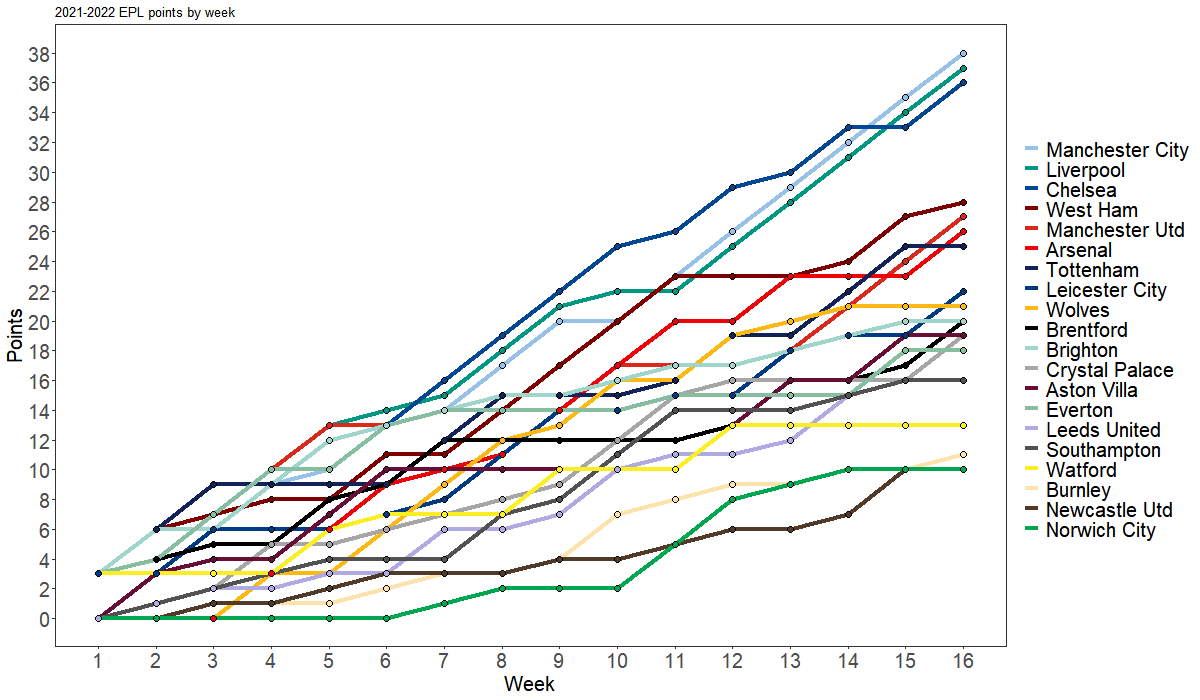 2021-2022 EPL points by week
38
36
34
32
30
28
26
24
22
20
18
16
14
12
10
8
6
4
2
0
Points
1 2 3 4 5 6 7 8 9 10 11 12 13 14 15 16
Week
Manchester City
Liverpool
Chelsea
West Ham
Manchester Utd
Arsenal
Tottenham
Leicester City
Wolves
Brentford
Brighton
Crystal Palace
Aston Villa
Everton
Leeds United
Southampton
Watford
Burnley
Newcastle Utd
Norwich City